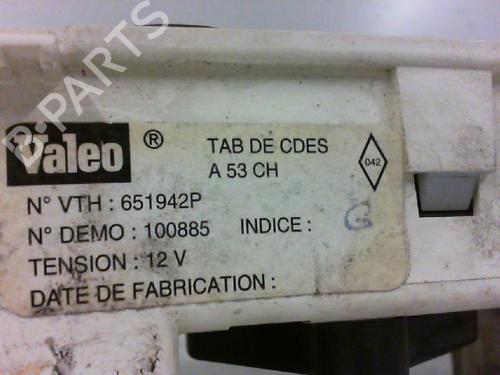 B-PARTS
Valeo ® TAB DE CDES
A 53 CH
042
N° VTH : 651942P
N° DEMO : 100885 INDICE : G
TENSION : 12 V
DATE DE FABRICATION :